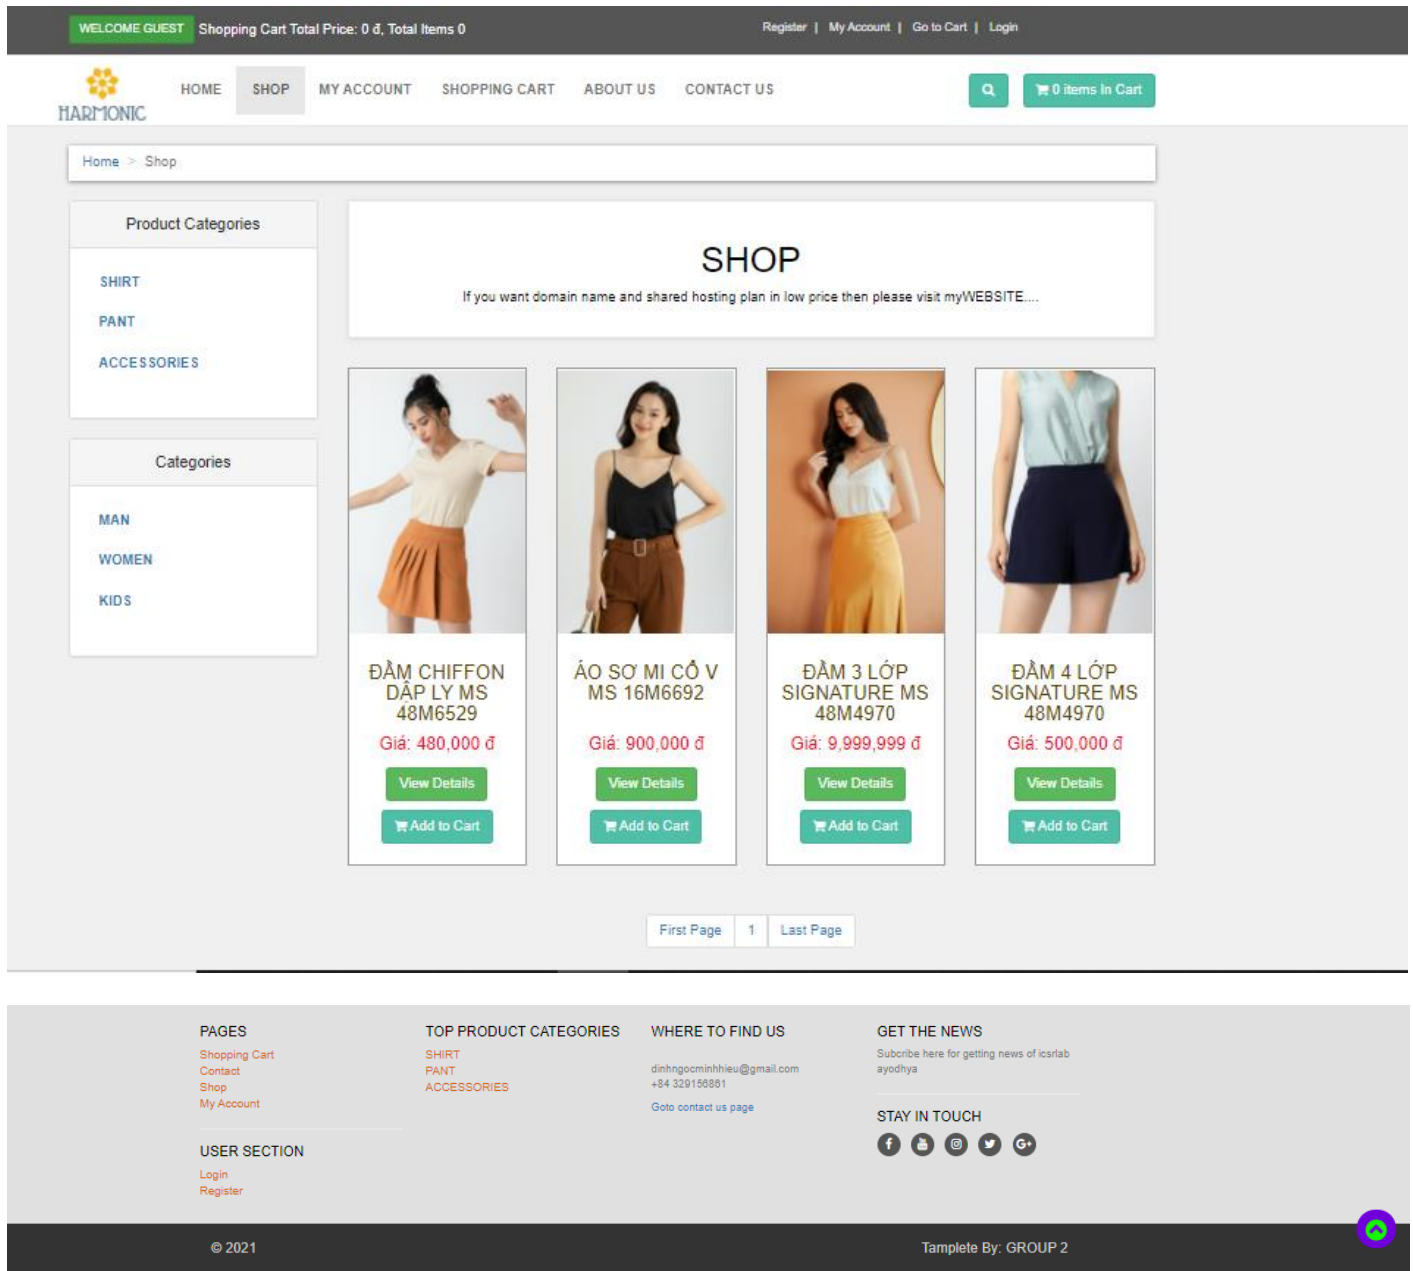 WELCOME GUEST Shopping Cart Total Price: 0 đ, Total Items 0
Register | My Account | Go to Cart | Login
HARMONIC
HOME SHOP MY ACCOUNT SHOPPING CART ABOUT US CONTACT US
0 items In Cart
Home > Shop
Product Categories
SHIRT
PANT
ACCESSORIES
Categories
MAN
WOMEN
KIDS
SHOP
If you want domain name and shared hosting plan in low price then please visit myWEBSITE....
ĐẦM CHIFFON
DẬP LY MS
48M6529
Giá: 480,000 đ
View Details
Add to Cart
ÁO SƠ MI CỔ V
MS 16M6692
Giá: 900,000 đ
View Details
Add to Cart
ĐẦM 3 LỚP
SIGNATURE MS
48M4970
Giá: 9,999,999 đ
View Details
Add to Cart
ĐẦM 4 LỚP
SIGNATURE MS
48M4970
Giá: 500,000 đ
View Details
Add to Cart
First Page 1 Last Page
PAGES
Shopping Cart
Contact
Shop
My Account
USER SECTION
Login
Register
TOP PRODUCT CATEGORIES
SHIRT
PANT
ACCESSORIES
WHERE TO FIND US
dinhngocminhhieu@gmail.com
+84 329156861
Goto contact us page
GET THE NEWS
Subcribe here for getting news of icsrlab
ayodhya
STAY IN TOUCH
© 2021
Tamplete By: GROUP 2